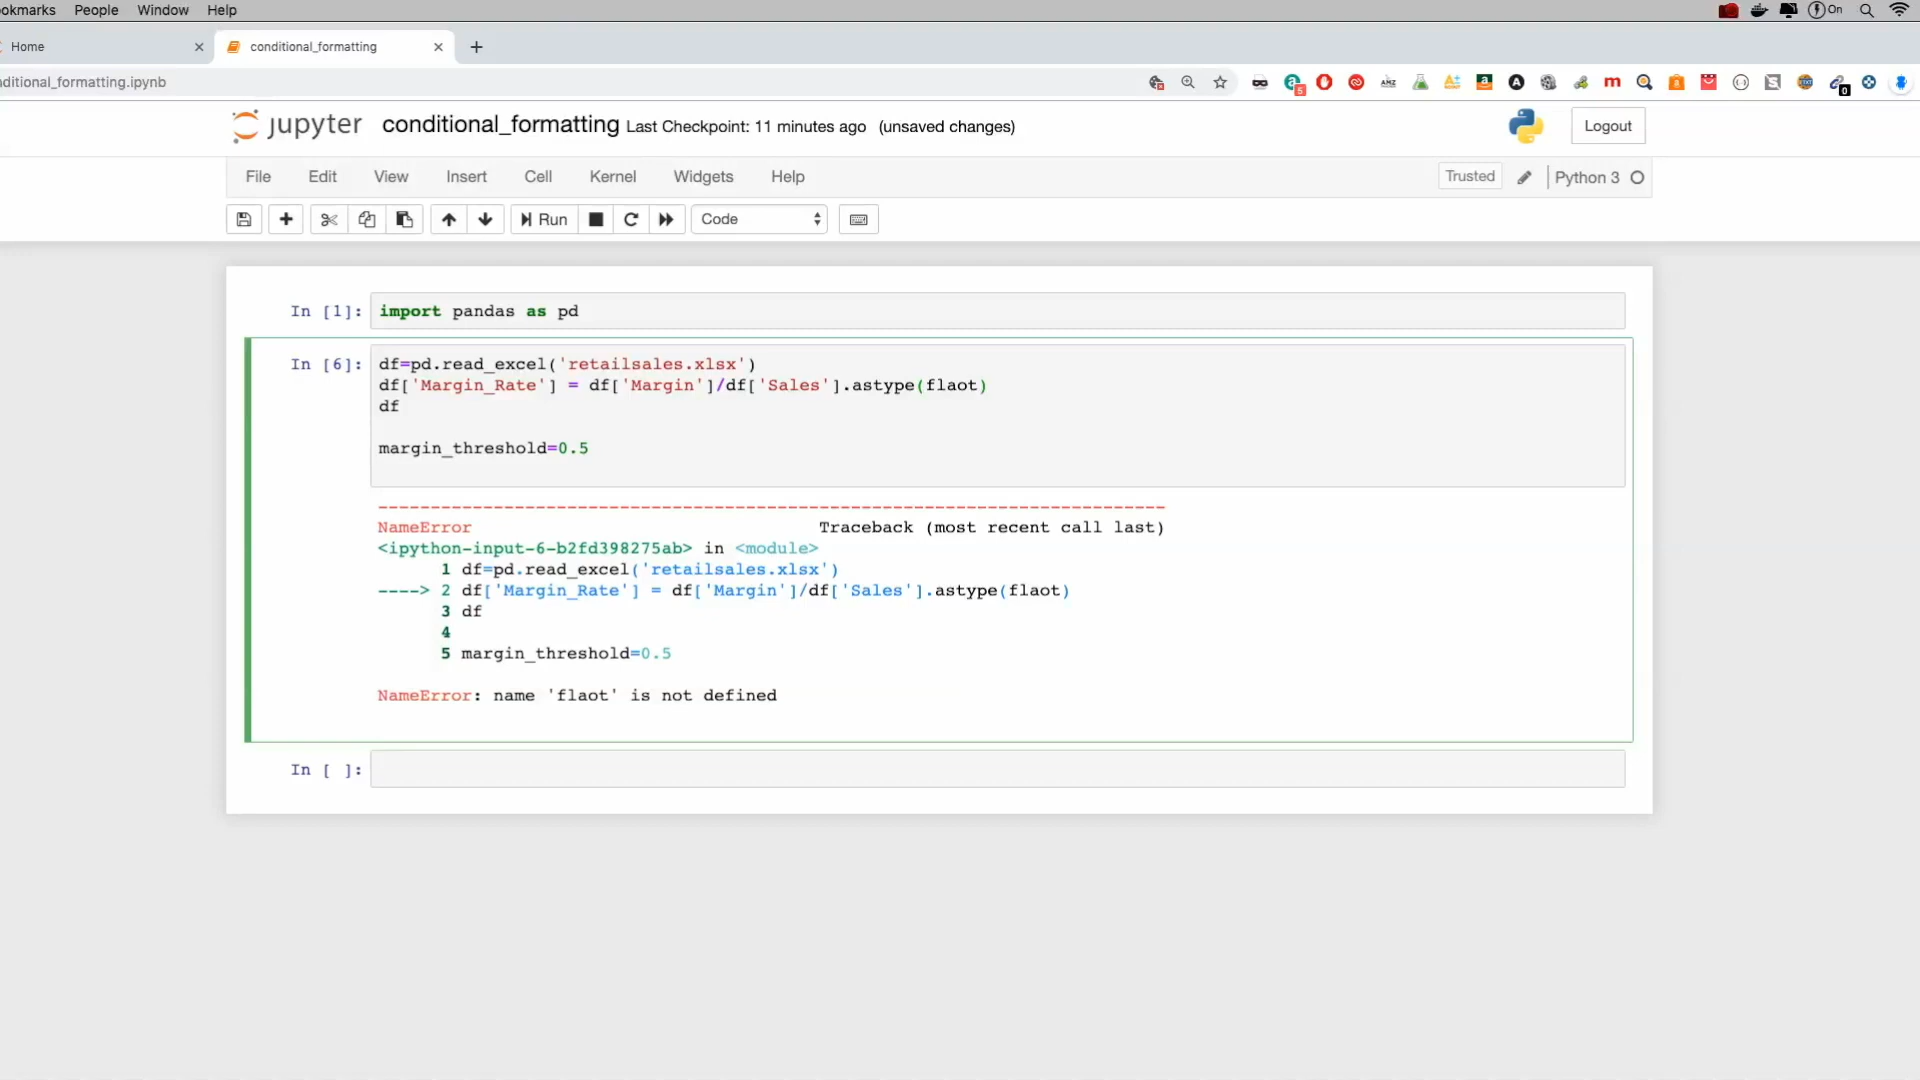 okmarks People Window Help On
Home conditional_formatting
nditional_formatting.ipynb
jupyter conditional_formatting Last Checkpoint: 11 minutes ago (unsaved changes) Logout
File Edit View Insert Cell Kernel Widgets Help Trusted Python 3
Run Code
In [1]: import pandas as pd
In [6]: df=pd.read_excel('retailsales.xlsx')
df['Margin_Rate'] = df['Margin']/df['Sales'].astype(flaot)
df
margin_threshold=0.5
---------------------------------------------------------------------------
NameError Traceback (most recent call last)
<ipython-input-6-b2fd398275ab> in <module>
1 df=pd.read_excel('retailsales.xlsx')
----> 2 df['Margin_Rate'] = df['Margin']/df['Sales'].astype(flaot)
3 df
4
5 margin_threshold=0.5
NameError: name 'flaot' is not defined
In [ ]: